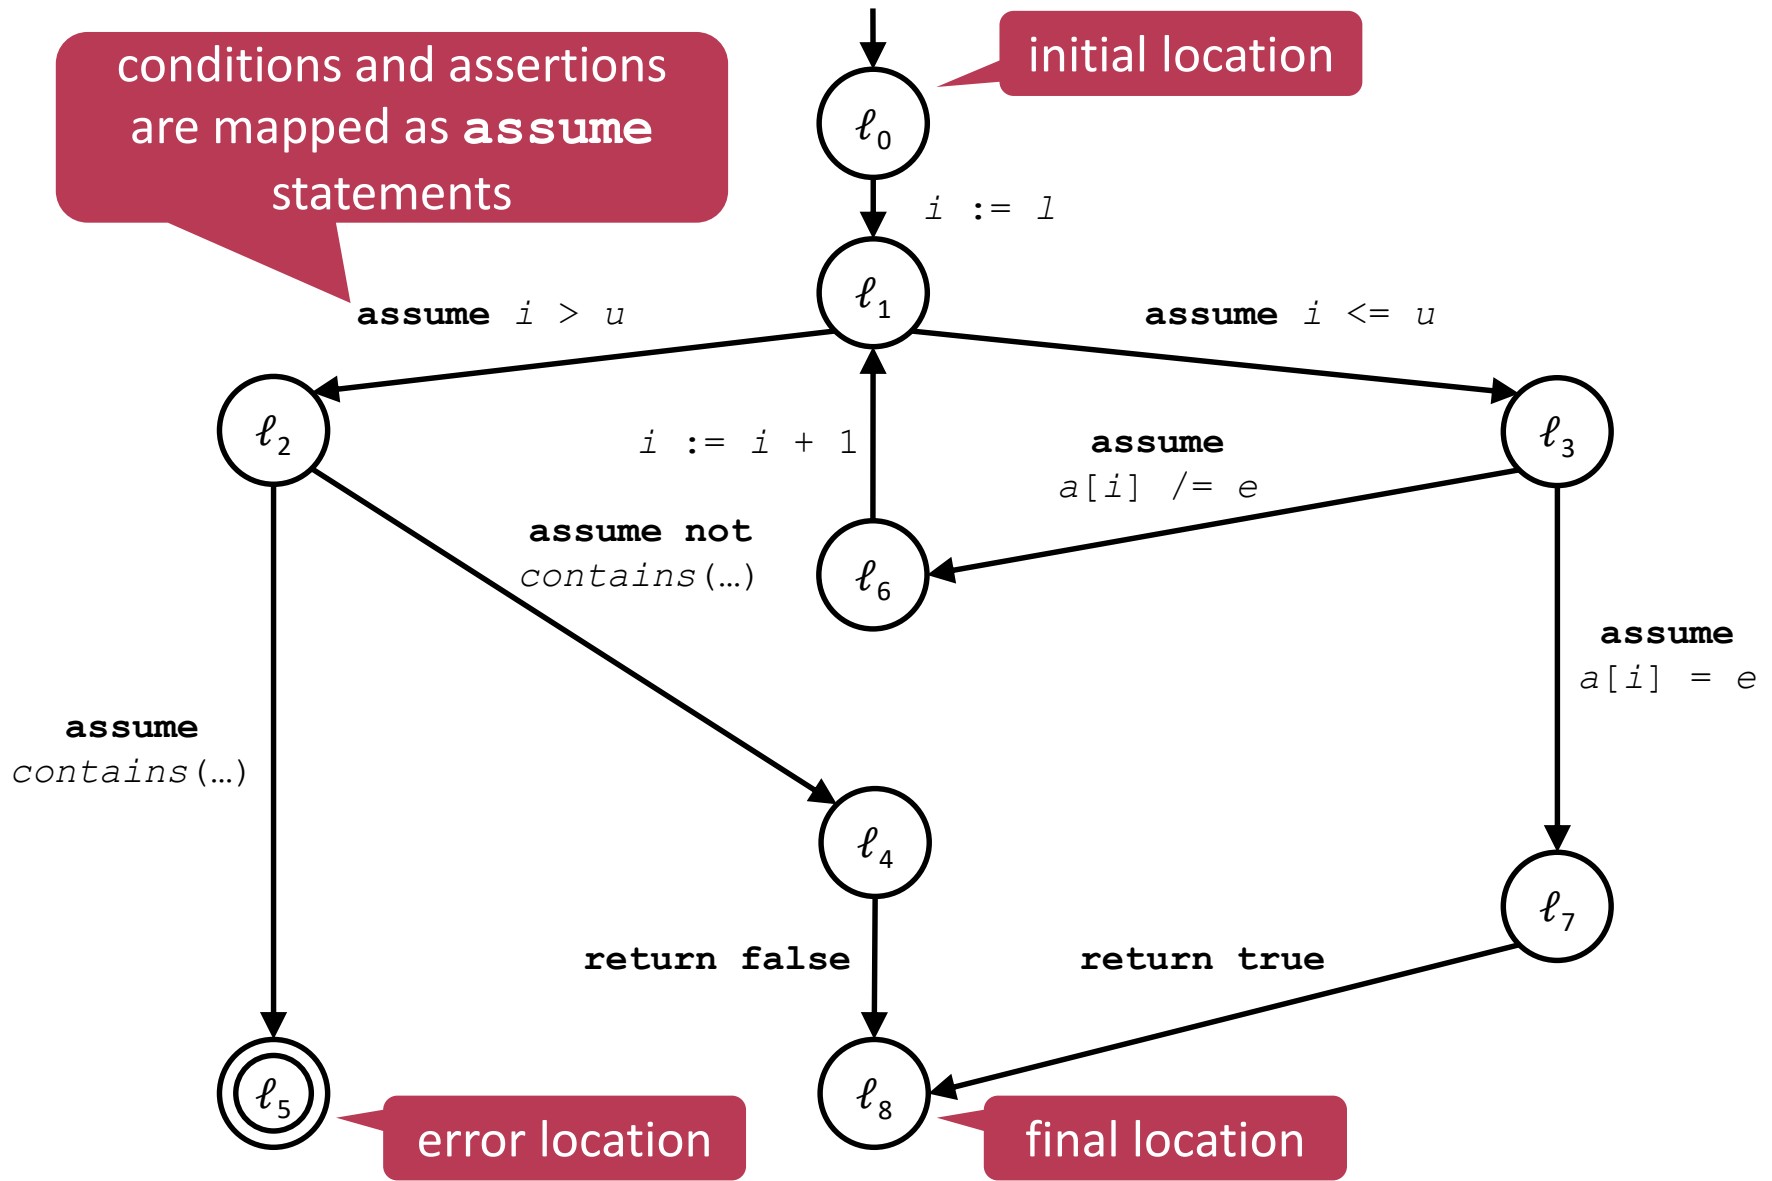 conditions and assertions
are mapped as assume
statements
initial location
ℓ0
i := l
ℓ1
assume i > u
assume i <= u
ℓ2
ℓ3
i := i + 1
assume
a[i] /= e
assume not
contains(…)
ℓ6
assume
a[i] = e
assume
contains(…)
ℓ4
ℓ7
return false
return true
ℓ5
ℓ8
error location
final location